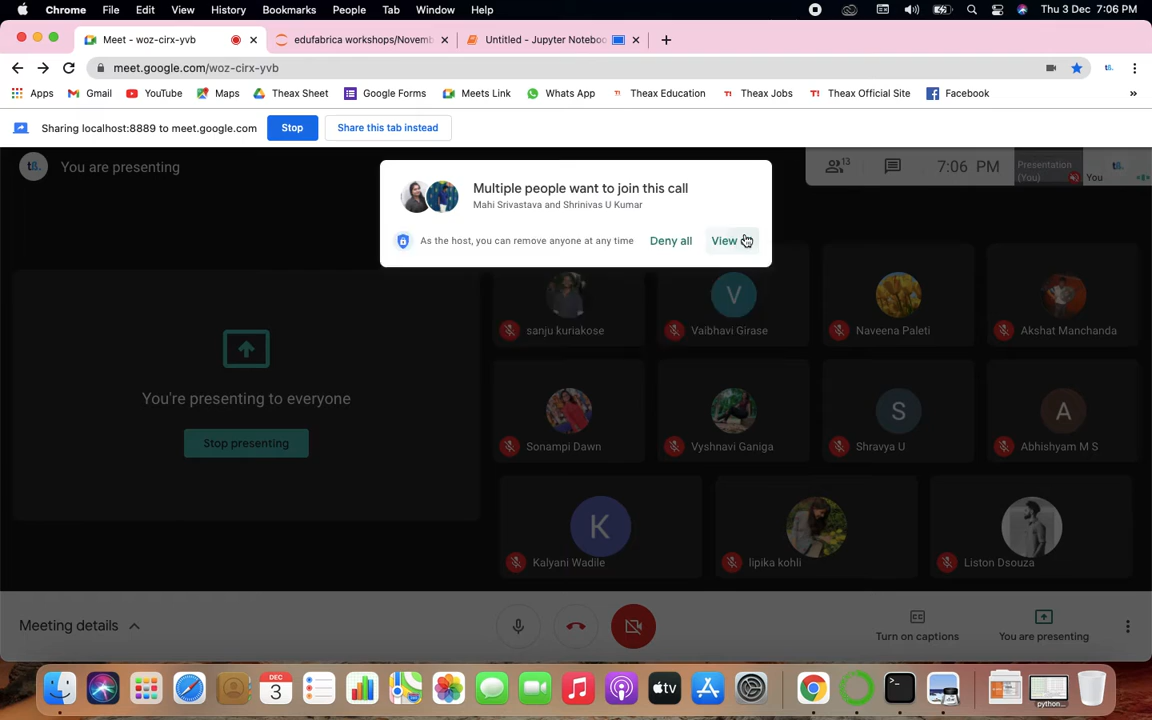 Chrome File Edit View History Bookmarks People Tab Window Help Thu 3 Dec 7:06 PM
Meet - woz-cirx-yvb
edufabrica workshops/Novemb
Untitled - Jupyter Noteboo
meet.google.com/woz-cirx-yvb
Apps Gmail YouTube Maps Theax Sheet Google Forms Meets Link Whats App Theax Education Theax Jobs Theax Official Site Facebook »
Sharing localhost:8889 to meet.google.com Stop Share this tab instead
t8. You are presenting
13 7:06 PM
Presentation (You)
You
Multiple people want to join this call
Mahi Srivastava and Shrinivas U Kumar
As the host, you can remove anyone at any time Deny all View
You're presenting to everyone
Stop presenting
sanju kuriakose
V
Vaibhavi Girase
Naveena Paleti
Akshat Manchanda
Sonampi Dawn
Vyshnavi Ganiga
S
Shravya U
A
Abhishyam M S
K
Kalyani Wadile
lipika kohli
Liston Dsouza
Meeting details
Turn on captions
You are presenting
DEC
3
tv
python